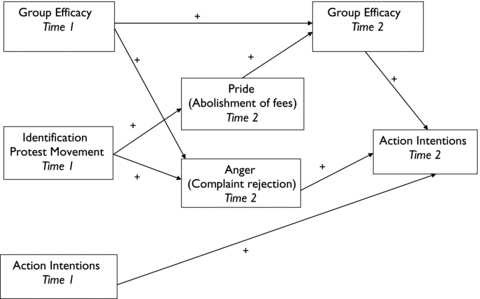 Group Efficacy
Time 1
+
Group Efficacy
Time 2
+
+
+
Pride
(Abolishment of fees)
Time 2
+
Identification
Protest Movement
Time 1
+
Action Intentions
Time 2
Anger
(Complaint rejection)
Time 2
+
+
Action Intentions
Time 1